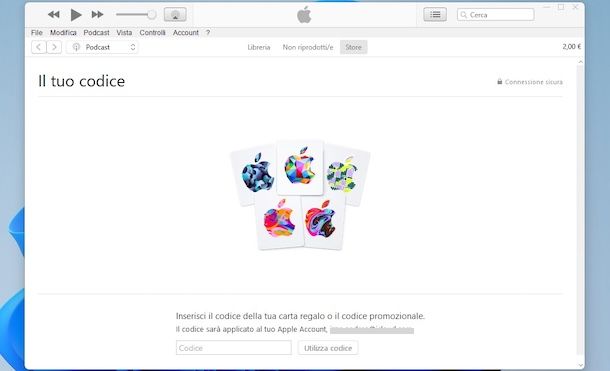 Cerca
File Modifica Podcast Vista Controlli Account ?
Podcast Libreria Non riprodotti/e Store 2,00 €
Il tuo codice
Connessione sicura
Inserisci il codice della tua carta regalo o il codice promozionale.
Il codice sarà applicato al tuo Apple Account,
Codice Utilizza codice